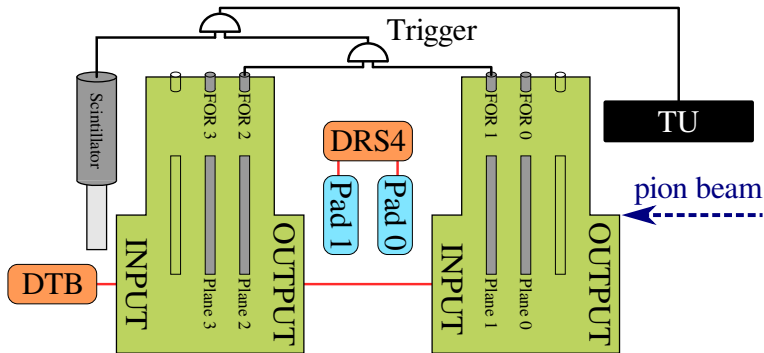 Trigger
Scintillator
FOR 3
FOR 2
FOR 1
FOR 0
TU
DRS4
Pad 1
Pad 0
pion beam
INPUT
OUTPUT
INPUT
OUTPUT
DTB
Plane 3
Plane 2
Plane 1
Plane 0